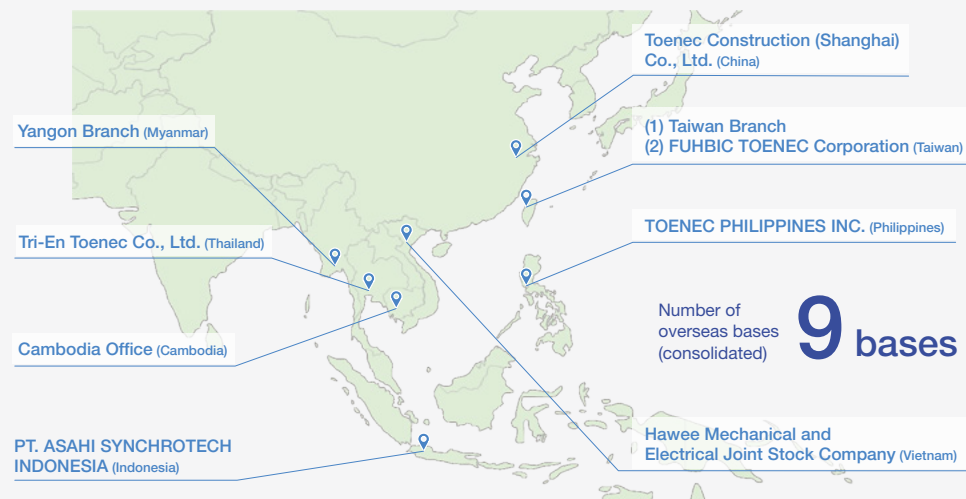 Toenec Construction (Shanghai)
Co., Ltd. (China)
Yangon Branch (Myanmar)
(1) Taiwan Branch
(2) FUHBIC TOENEC Corporation (Taiwan)
Tri-En Toenec Co., Ltd. (Thailand)
TOENEC PHILIPPINES INC. (Philippines)
Number of
overseas bases
(consolidated)
9 bases
Cambodia Office (Cambodia)
PT. ASAHI SYNCHROTECH
INDONESIA (Indonesia)
Hawee Mechanical and
Electrical Joint Stock Company (Vietnam)